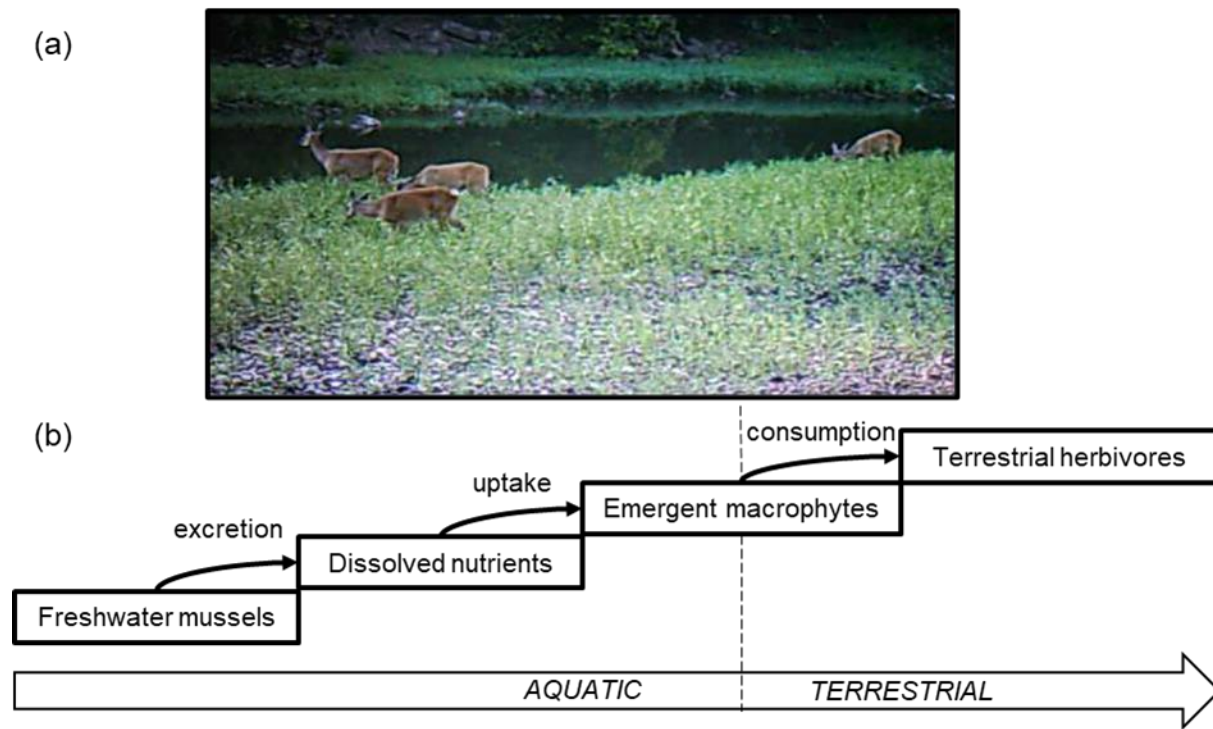 (a)
(b)
consumption
Terrestrial herbivores
uptake
Emergent macrophytes
excretion
Dissolved nutrients
Freshwater mussels
AQUATIC
TERRESTRIAL